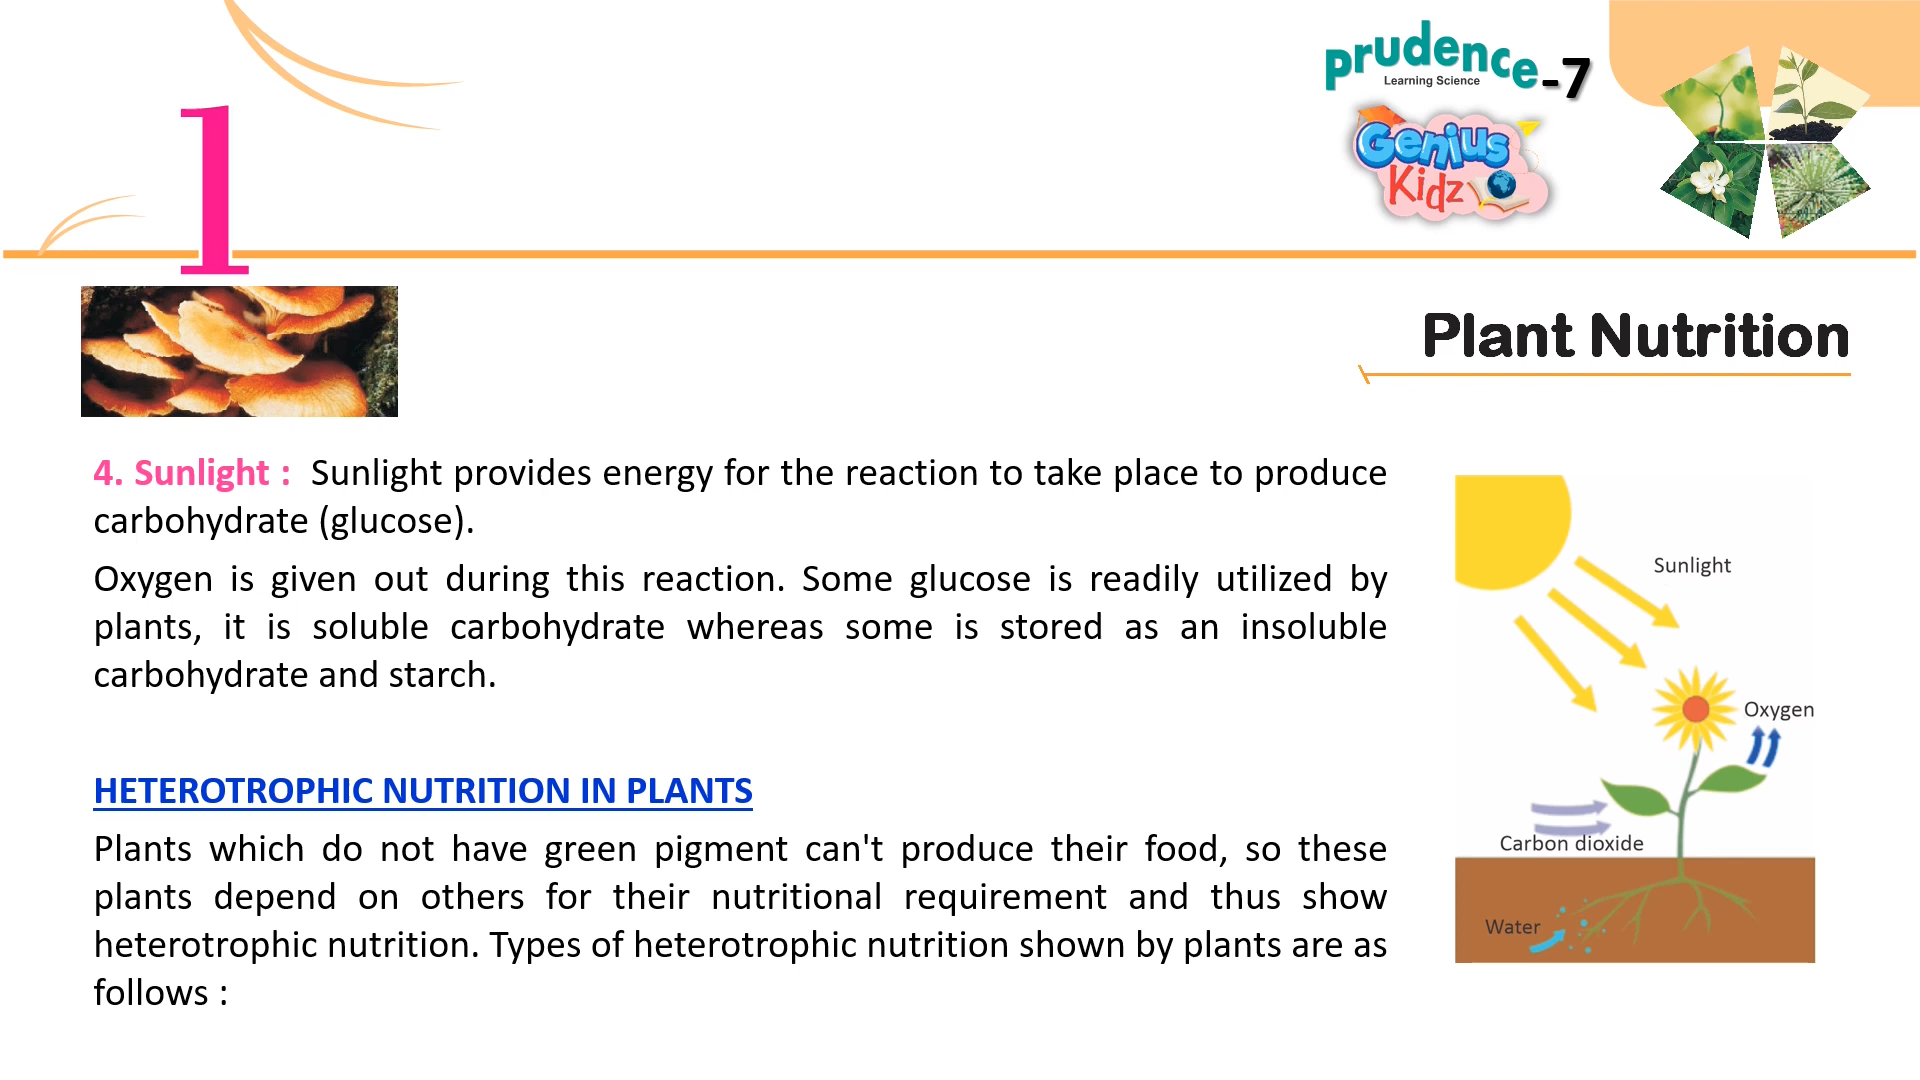 prudence-7
Learning Science
Genius
Kidz
1
Plant Nutrition
4. Sunlight : Sunlight provides energy for the reaction to take place to produce
carbohydrate (glucose).
Oxygen is given out during this reaction. Some glucose is readily utilized by
plants, it is soluble carbohydrate whereas some is stored as an insoluble
carbohydrate and starch.
HETEROTROPHIC NUTRITION IN PLANTS
Plants which do not have green pigment can't produce their food, so these
plants depend on others for their nutritional requirement and thus show
heterotrophic nutrition. Types of heterotrophic nutrition shown by plants are as
follows :
Sunlight
Oxygen
Carbon dioxide
Water